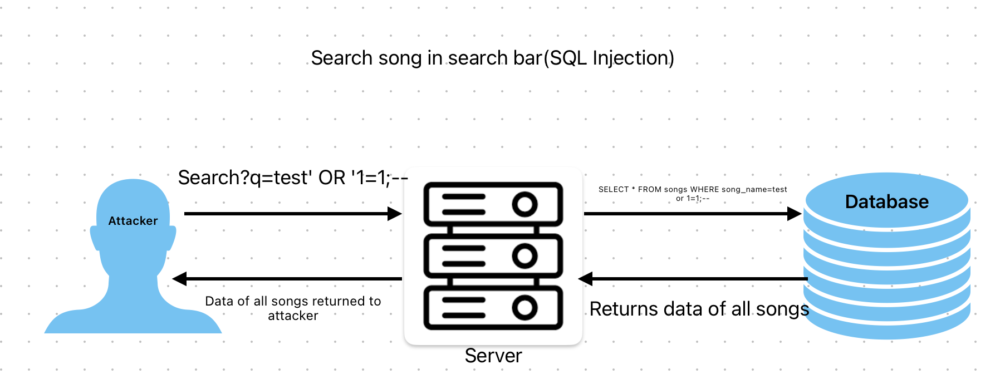 Search song in search bar(SQL Injection)
Search?q=test' OR '1=1;--
SELECT * FROM songs WHERE song_name=test
or 1=1;--
Database
Attacker
Data of all songs returned to
attacker
Returns data of all songs
Server